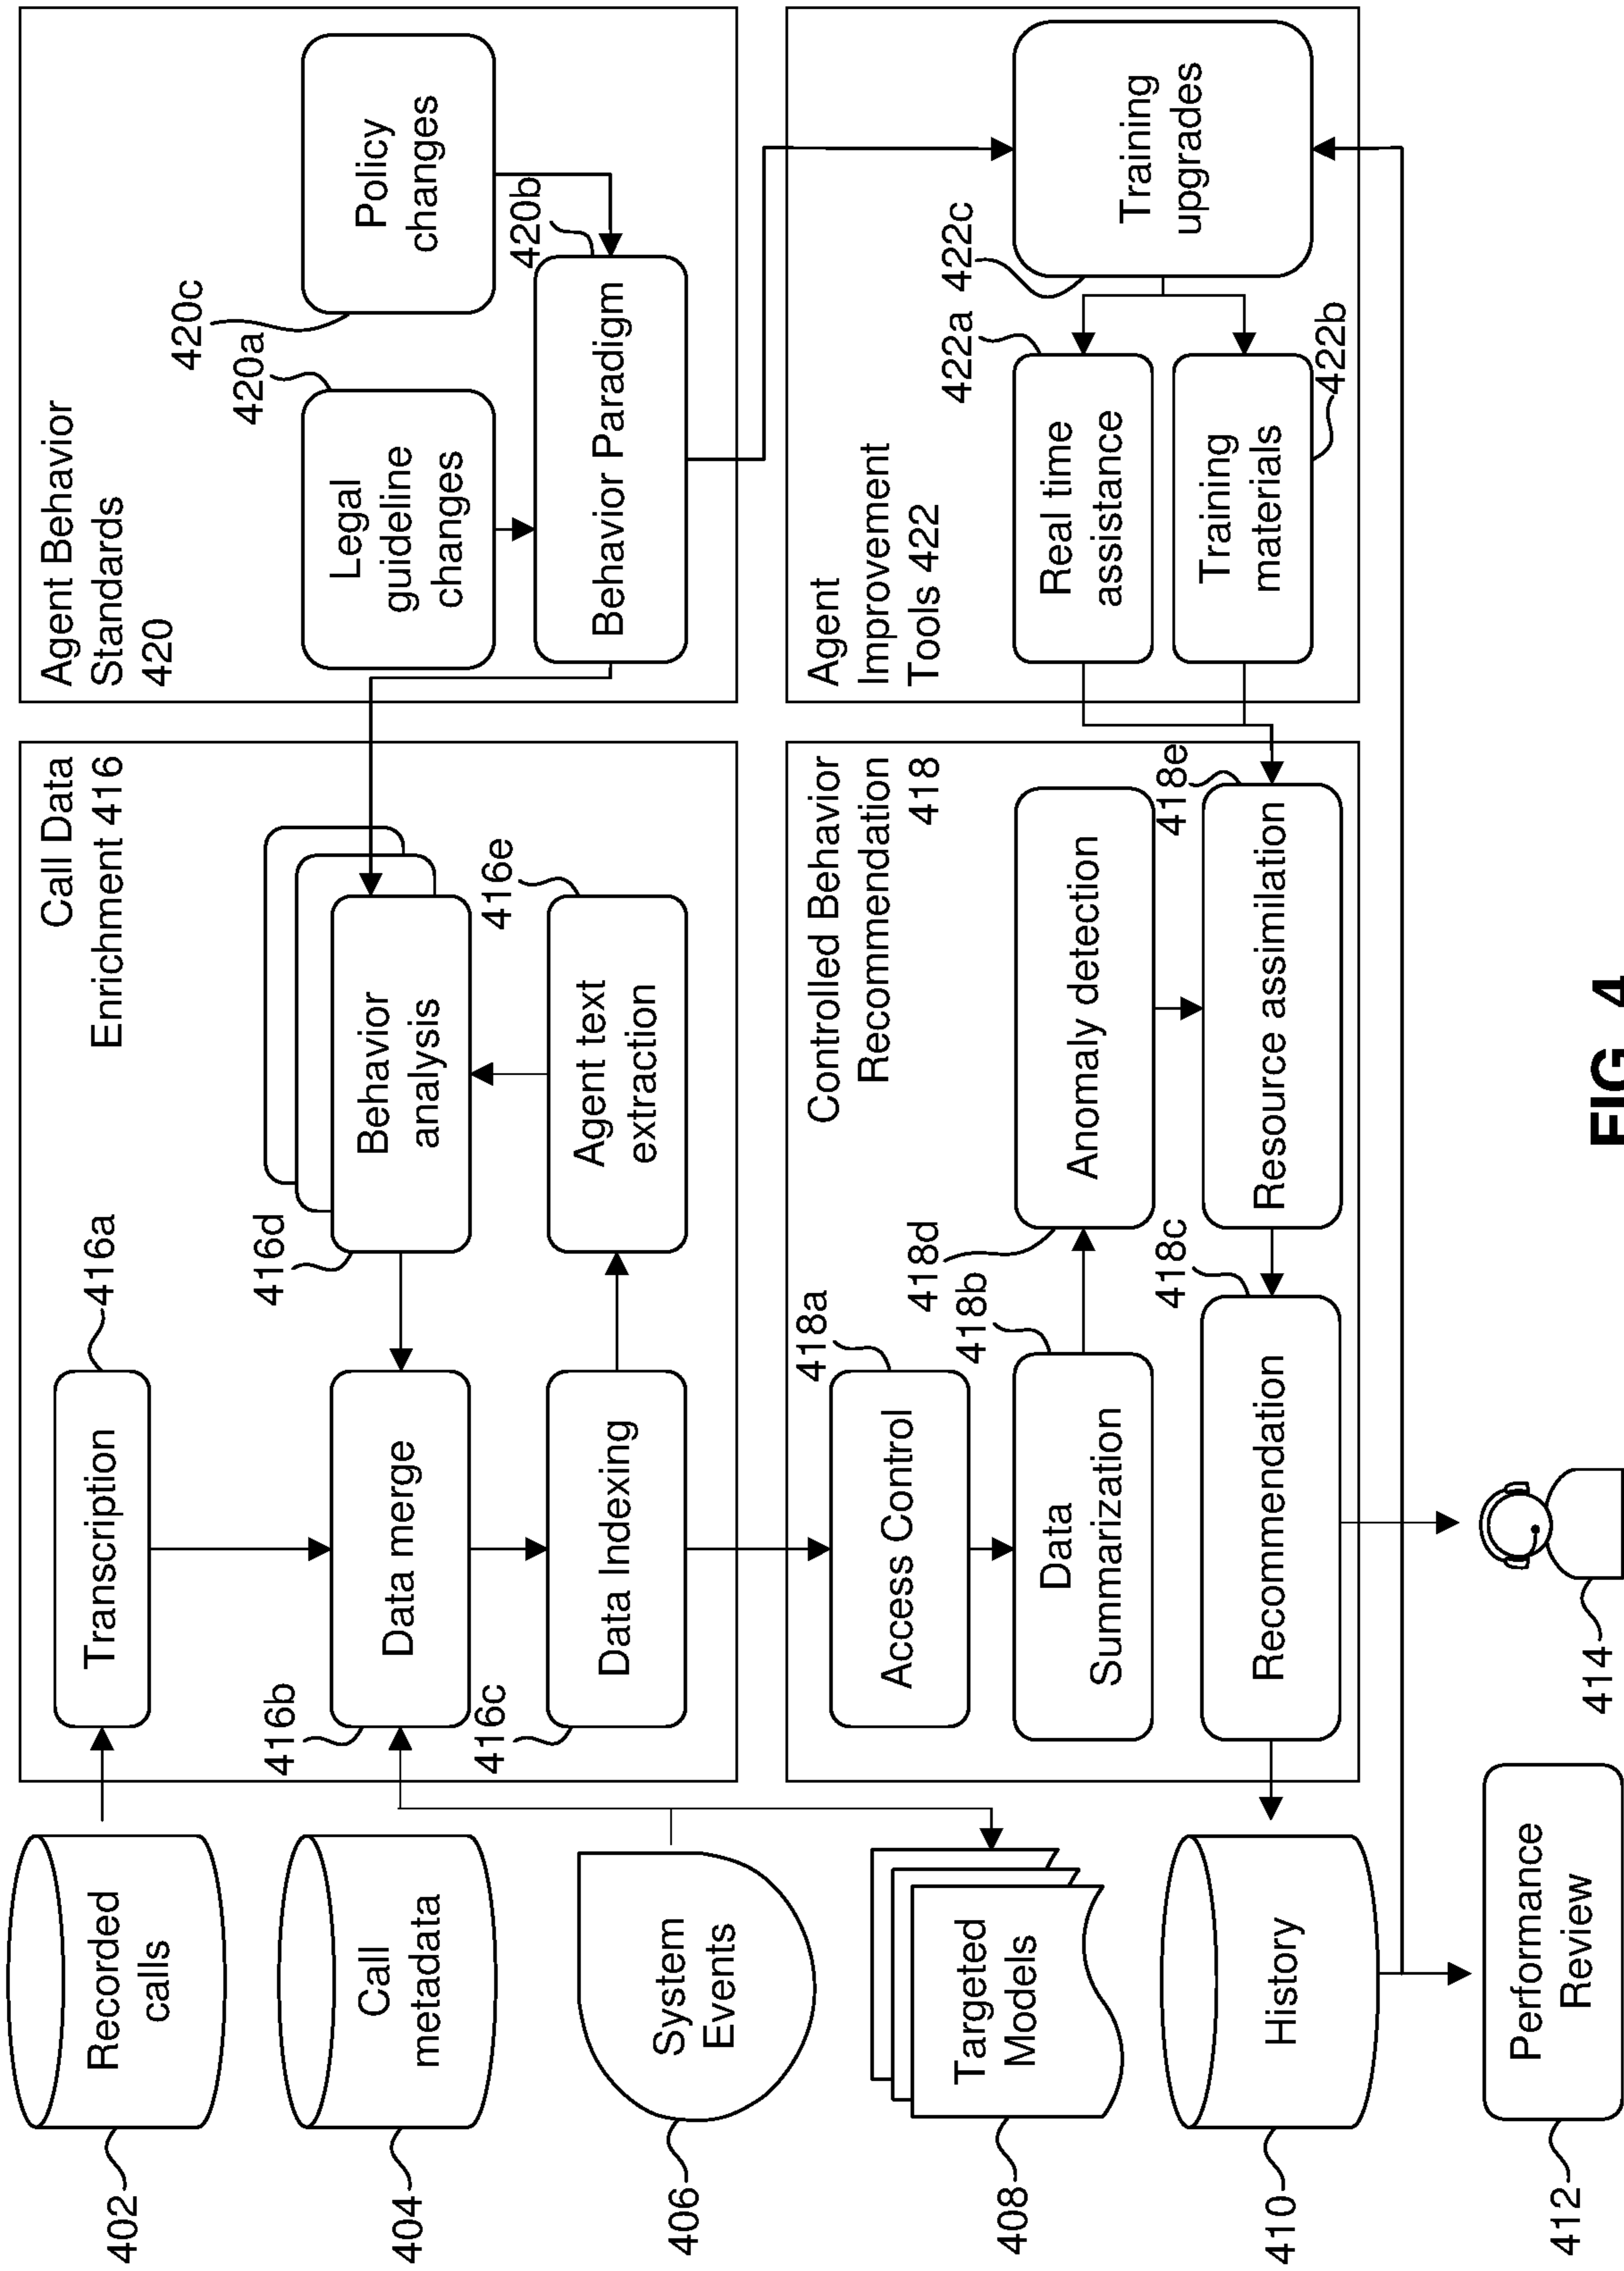 402
Recorded
calls
404
Call
metadata
406
System
Events
408
Targeted
Models
410
History
412
Performance
Review
414
Call Data
Enrichment 416
Transcription
416a
416b
Data merge
416c
Data Indexing
416d
Behavior
analysis
416e
Agent text
extraction
Controlled Behavior
Recommendation 418
418a
Access Control
418b
Data
Summarization
418d
Anomaly detection
418c
Recommendation
418e
Resource assimilation
Agent Behavior
Standards
420
420a
Legal
guideline
changes
420c
Policy
changes
420b
Behavior Paradigm
Agent
Improvement
Tools 422
422a
Real time
assistance
422b
Training
materials
422c
Training
upgrades
FIG. 4